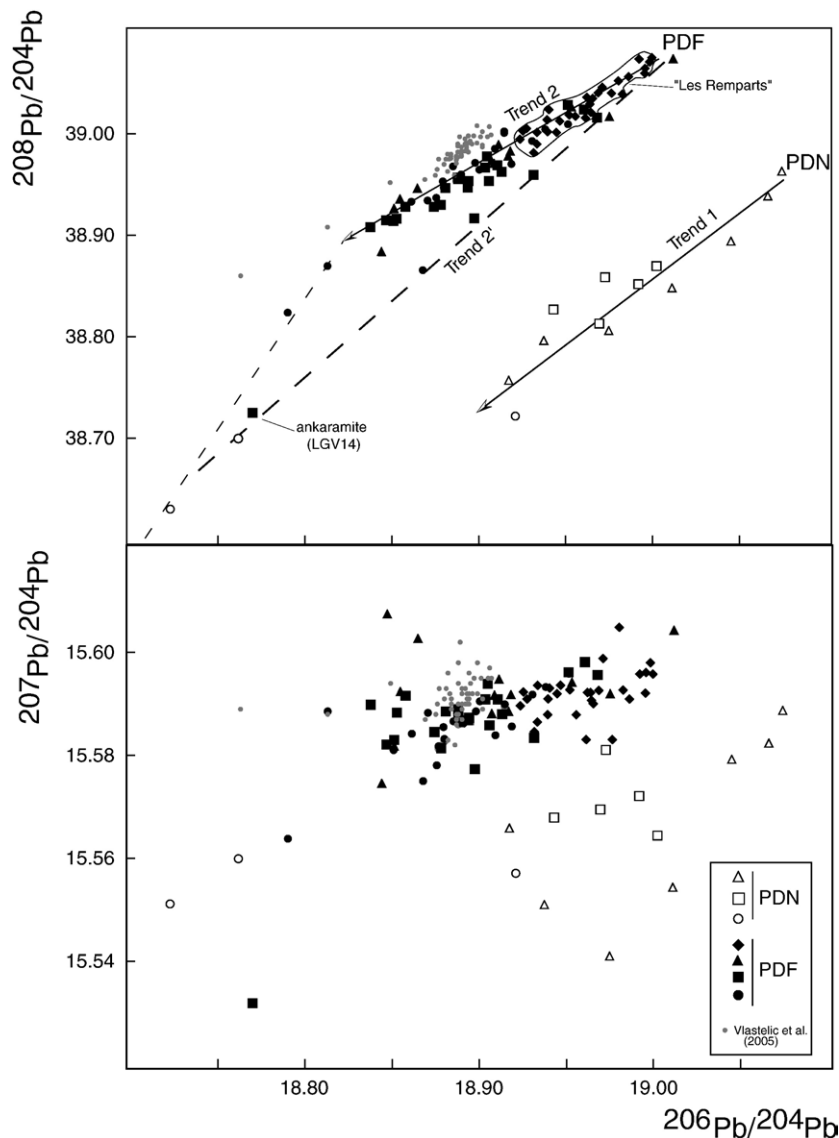 208Pb/204Pb
39.00
38.90
38.80
38.70
PDF
Trend 2
"Les Remparts"
PDN
Trend 1
Trend 2'
ankaramite
(LGV14)
207Pb/204Pb
15.60
15.58
15.56
15.54
PDN
PDF
Vlastelic et al.
(2005)
18.80
18.90
19.00
206Pb/204Pb